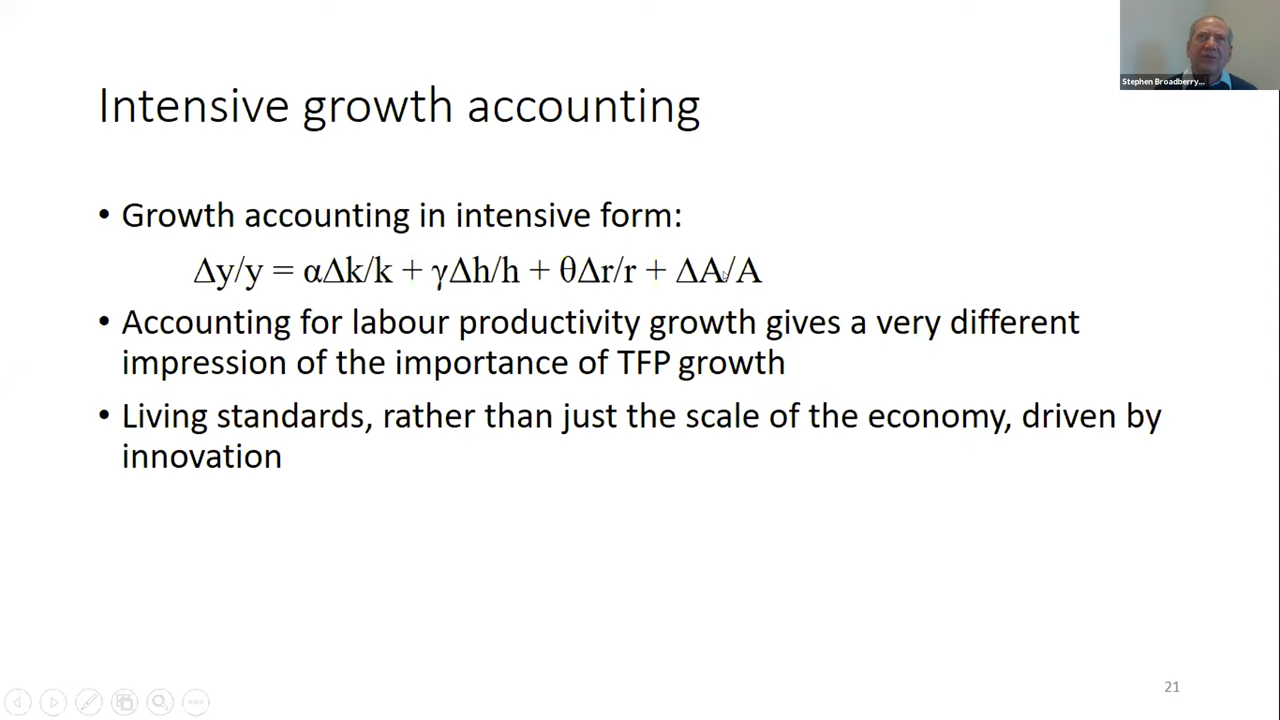 Stephen Broadberry...
Intensive growth accounting
• Growth accounting in intensive form:
Δy/y = αΔk/k + γΔh/h + θΔr/r + ΔA/A
• Accounting for labour productivity growth gives a very different
impression of the importance of TFP growth
• Living standards, rather than just the scale of the economy, driven by
innovation
21